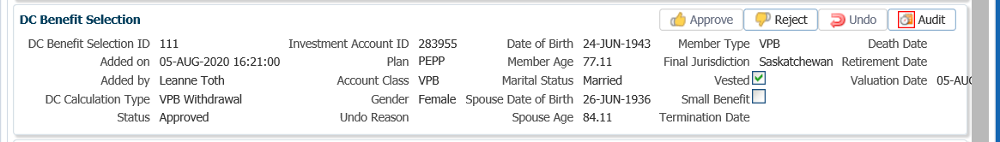 DC Benefit Selection Approve Reject Undo Audit
DC Benefit Selection ID 111 Investment Account ID 283955 Date of Birth 24-JUN-1943 Member Type VPB Death Date
Added on 05-AUG-2020 16:21:00 Plan PEPP Member Age 77.11 Final Jurisdiction Saskatchewan Retirement Date
Added by Leanne Toth Account Class VPB Marital Status Married Vested Valuation Date 05-AUG
DC Calculation Type VPB Withdrawal Gender Female Spouse Date of Birth 26-JUN-1936 Small Benefit
Status Approved Undo Reason Spouse Age 84.11 Termination Date